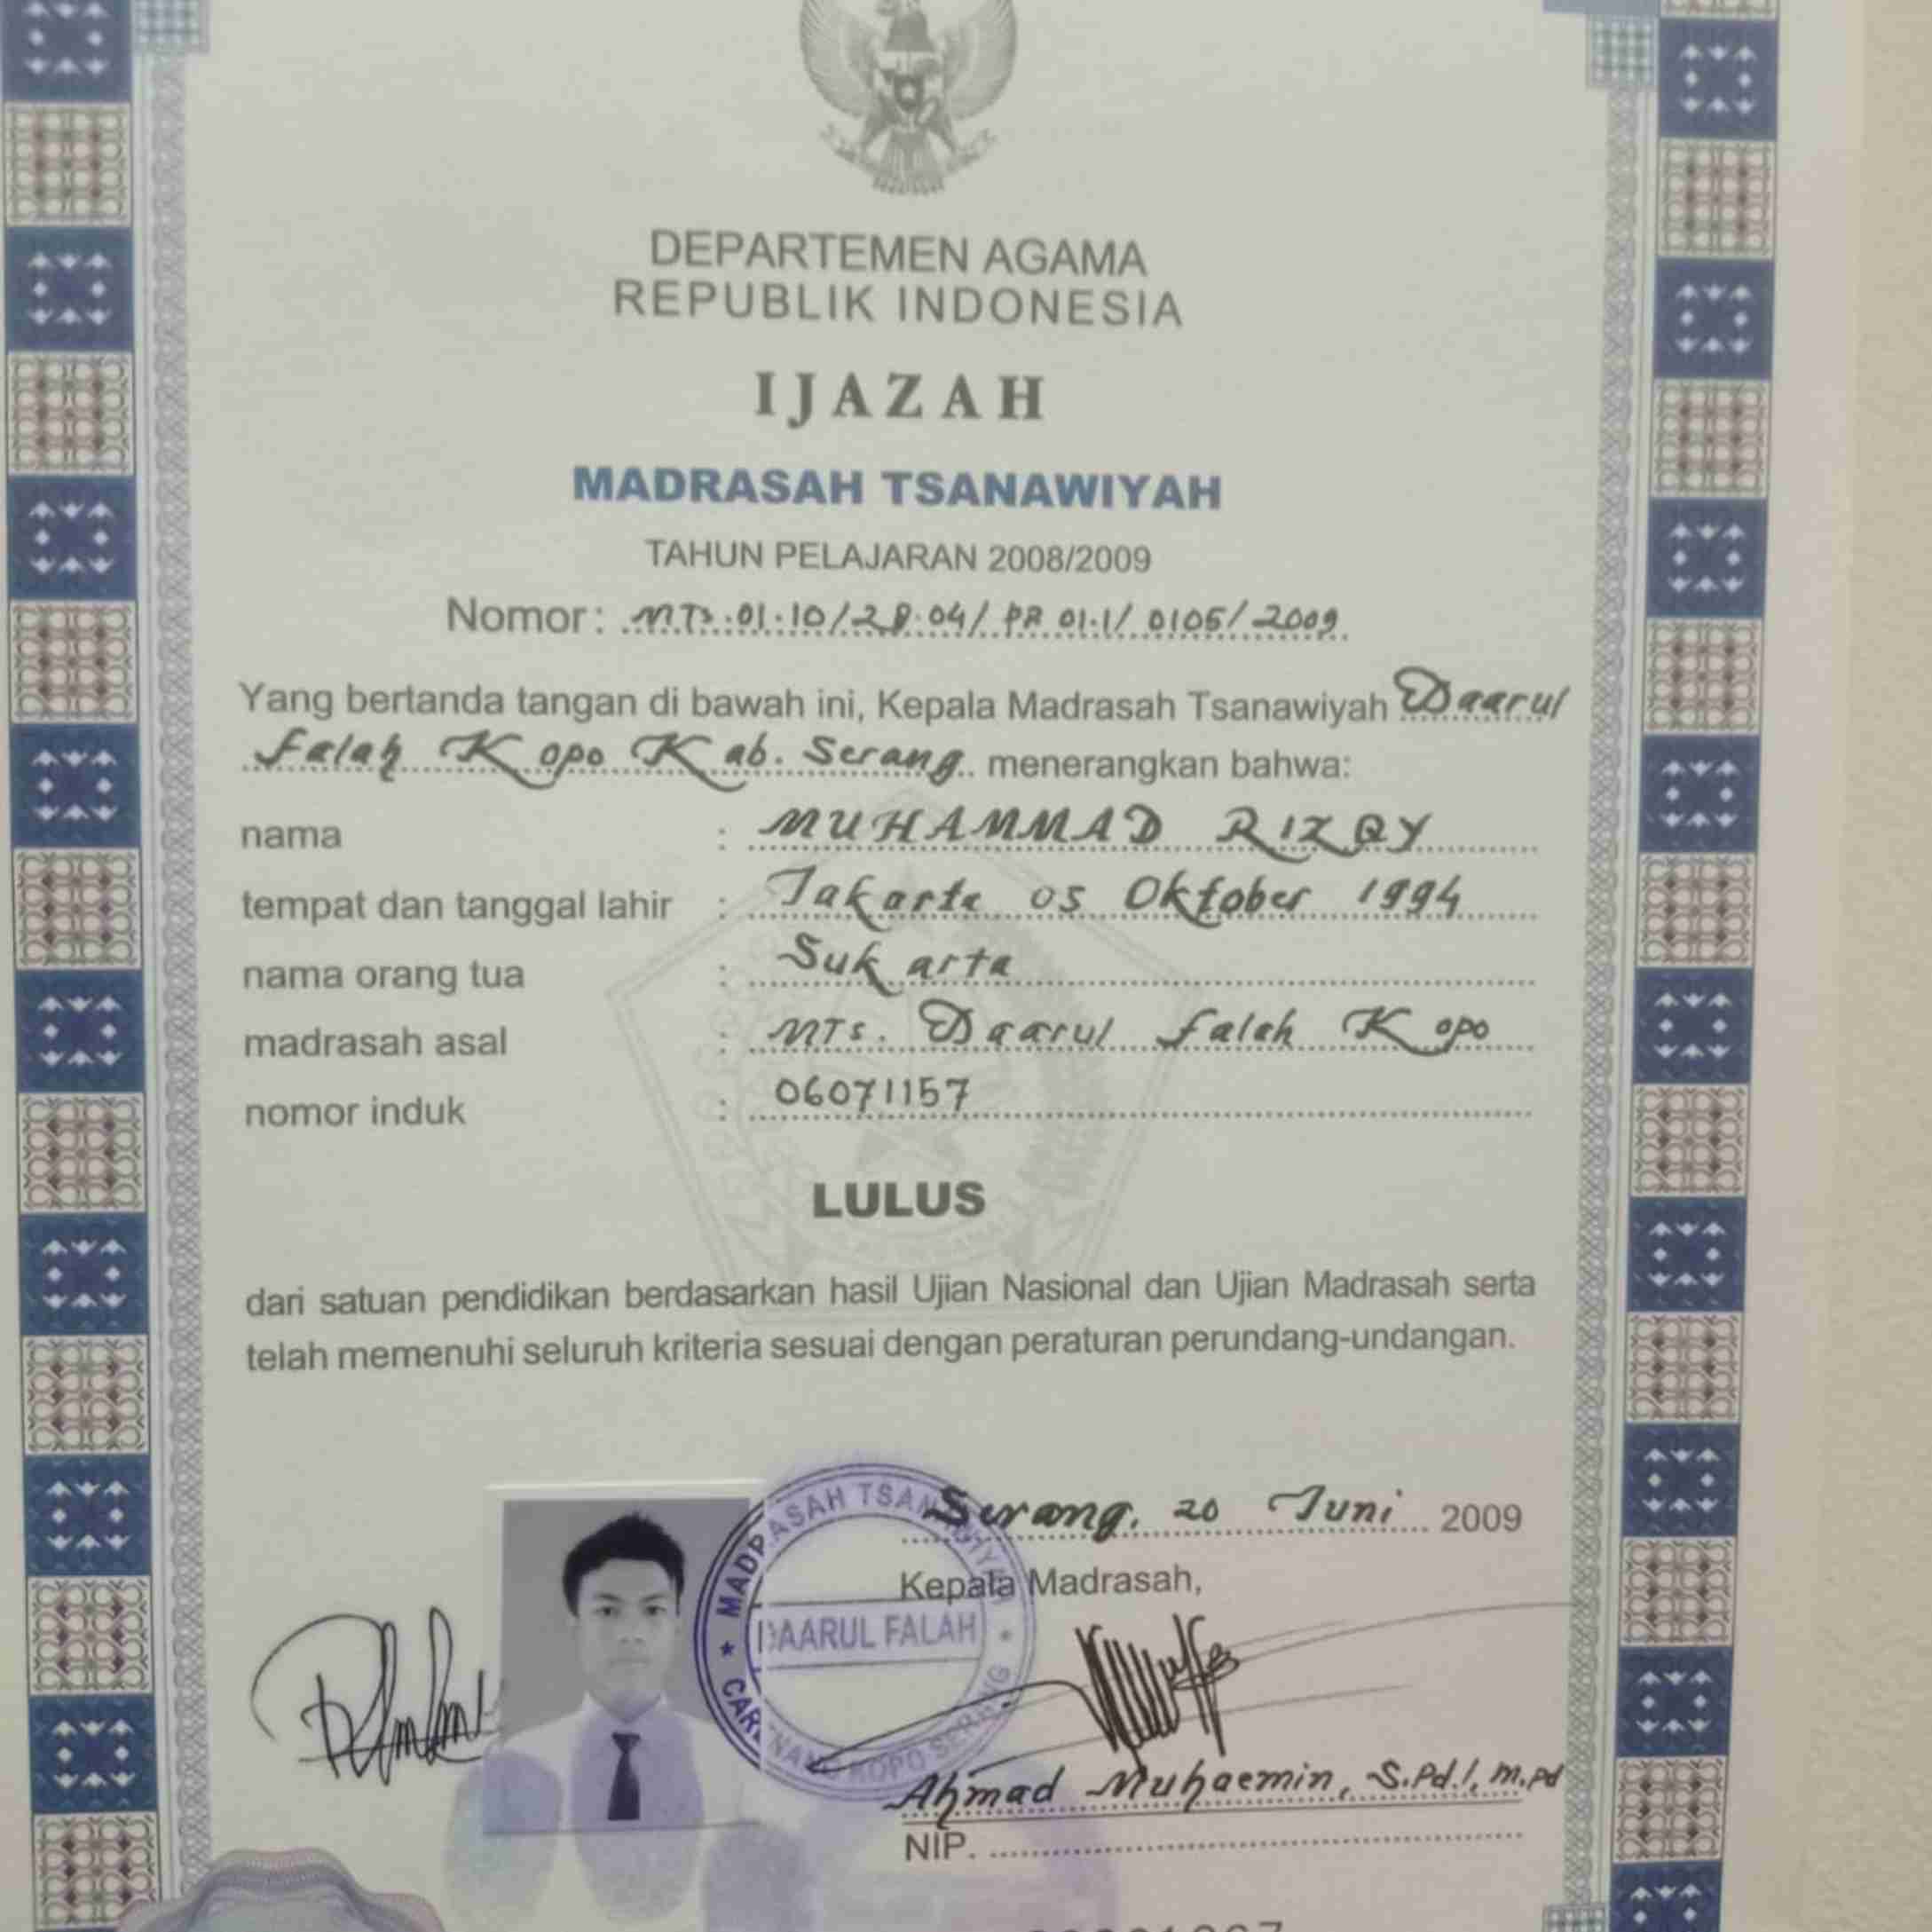 DEPARTEMEN AGAMA
REPUBLIK INDONESIA
IJAZAH
MADRASAH TSANAWIYAH
TAHUN PELAJARAN 2008/2009
Nomor: MTs.01.10/28.04/PP 01.1/0105/2009
Yang bertanda tangan di bawah ini, Kepala Madrasah Tsanawiyah Daarul
falah Kopo Kab. Serang menerangkan bahwa:
nama : MUHAMMAD RIZQY
tempat dan tanggal lahir : Jakarta 05 Oktober 1994
nama orang tua : Sukarta
madrasah asal : MTs. Daarul falah Kopo
nomor induk : 06071157
LULUS
dari satuan pendidikan berdasarkan hasil Ujian Nasional dan Ujian Madrasah serta
telah memenuhi seluruh kriteria sesuai dengan peraturan perundang-undangan.
Serang, 20 Juni 2009
Kepala Madrasah,
MADRASAH TSANAWIYAH
DAARUL FALAH
KOPO SERANG
Ahmad Muhaemin, S.Pd.I, M.Pd
NIP.